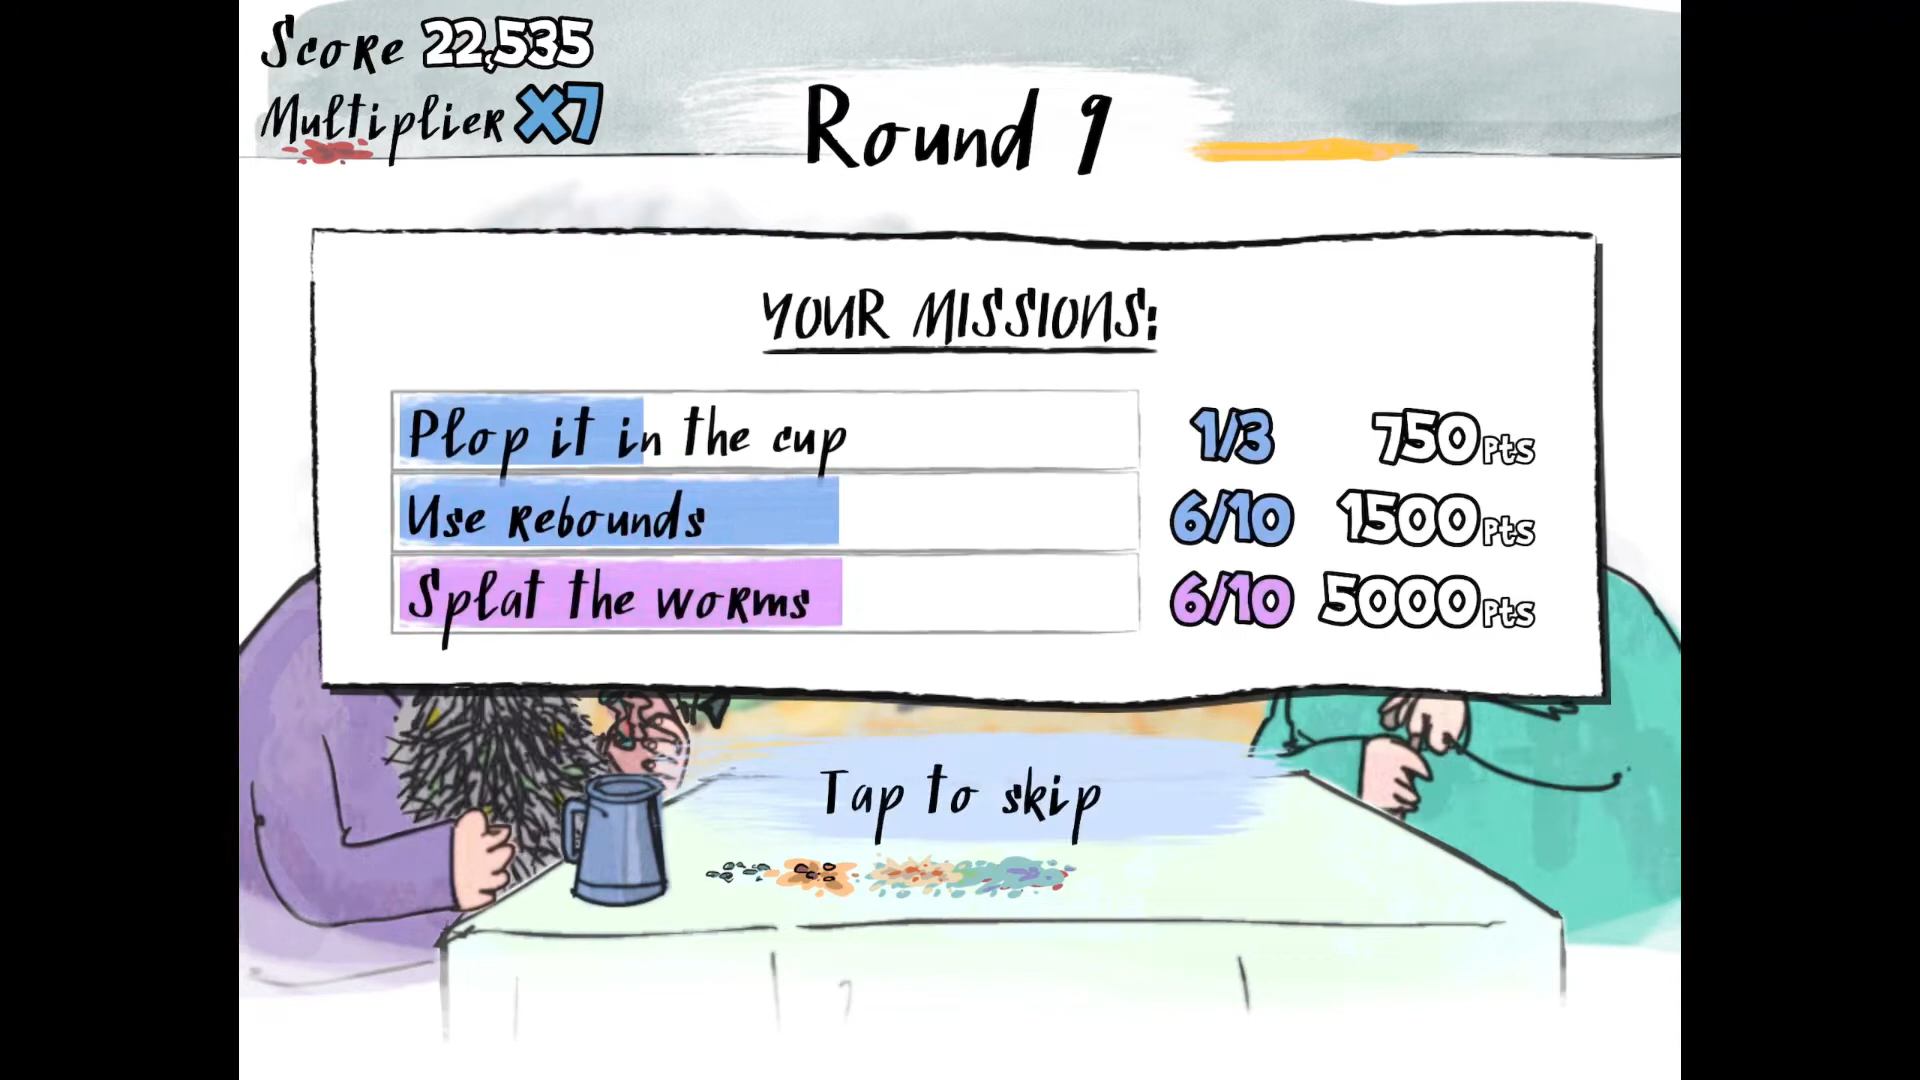 Score 22,535
Multiplier X7
Round 9
YOUR MISSIONS:
Plop it in the cup 1/3 750 Pts
Use rebounds 6/10 1500 Pts
Splat the worms 6/10 5000 Pts
Tap to skip